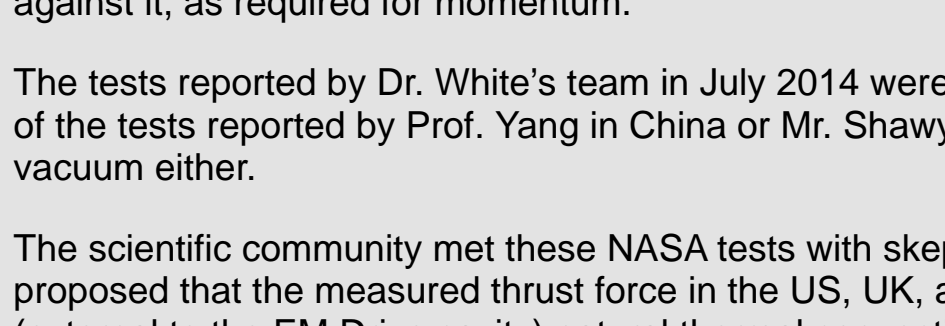 against it, as required for momentum.
The tests reported by Dr. White’s team in July 2014 were
of the tests reported by Prof. Yang in China or Mr. Shawy
vacuum either.
The scientific community met these NASA tests with skep
proposed that the measured thrust force in the US, UK, a